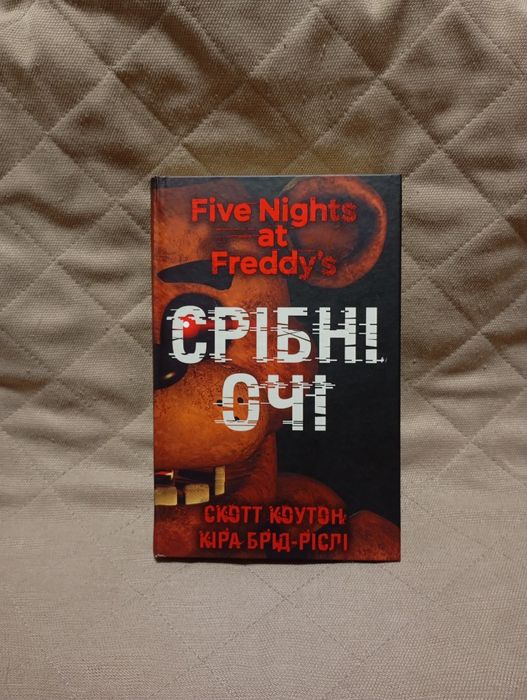 Five Nights
at
Freddy's
СРІБНІ
ОЧІ
СКОТТ КОУТОН
КІРА БРІД-РІСЛІ